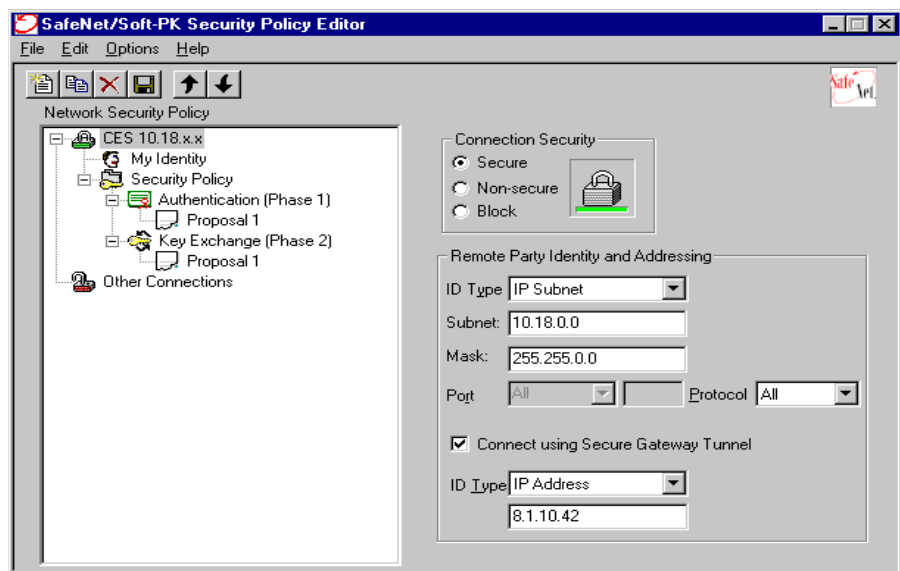 SafeNet/Soft-PK Security Policy Editor
File Edit Options Help
Safe Net
Network Security Policy
CES 10.18.x.x
My Identity
Security Policy
Authentication (Phase 1)
Proposal 1
Key Exchange (Phase 2)
Proposal 1
Other Connections
Connection Security
Secure
Non-secure
Block
Remote Party Identity and Addressing
ID Type IP Subnet
Subnet: 10.18.0.0
Mask: 255.255.0.0
Port All Protocol All
Connect using Secure Gateway Tunnel
ID Type IP Address
8.1.10.42